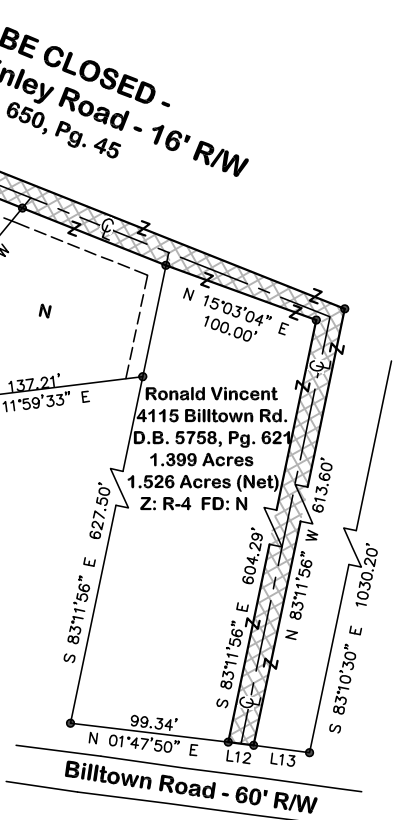 BE CLOSED -
nley Road - 16' R/W
650, Pg. 45
Z
Z
Z
Z
Z
N 15°03'04" E
100.00'
N
W
137.21'
11°59'33" E
Z
Z
Ronald Vincent
4115 Billtown Rd.
D.B. 5758, Pg. 621
1.399 Acres
1.526 Acres (Net)
Z: R-4 FD: N
S 83°11'56" E 627.50'
S 83°11'56" E 604.29'
N 83°11'56" W 613.60'
S 83°10'30" E 1030.20'
Z
Z
99.34'
N 01°47'50" E
L12
L13
Billtown Road - 60' R/W